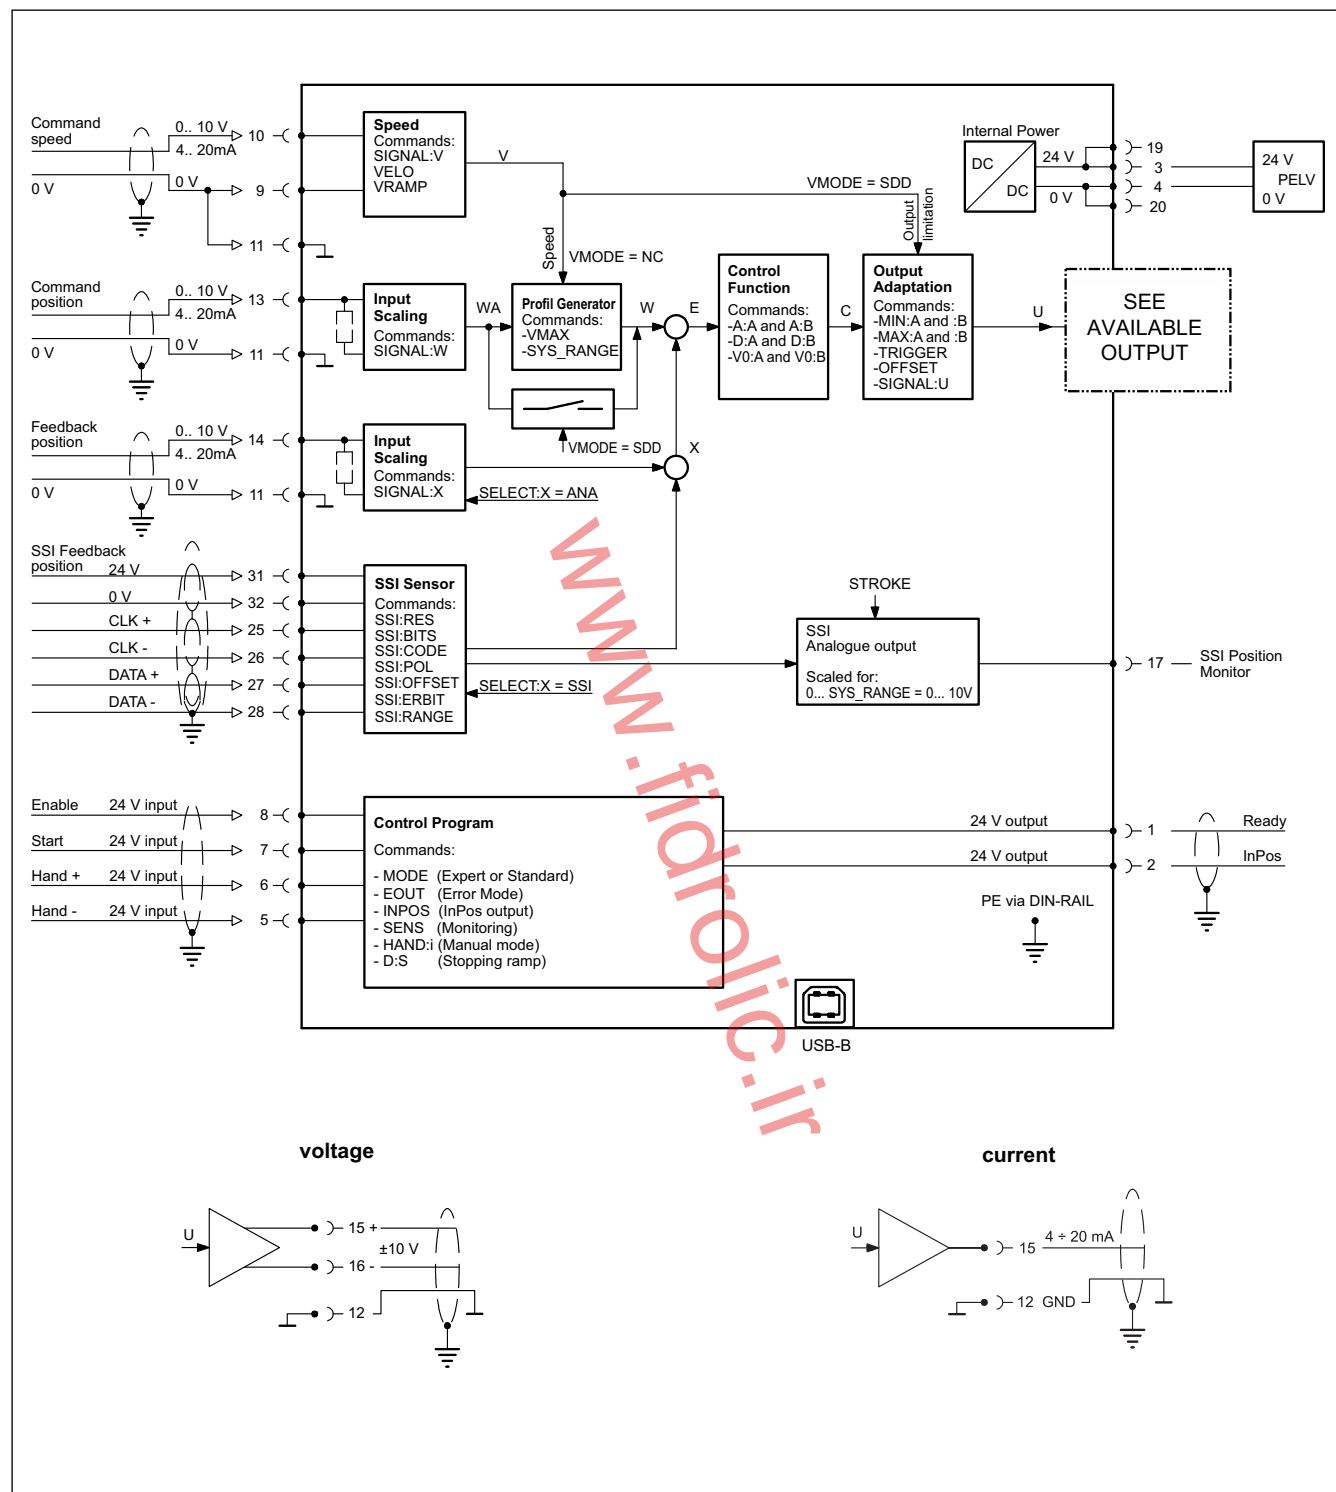 Command
speed
0.. 10 V
4.. 20mA
10
0 V
0 V
9
11
Speed
Commands:
SIGNAL:V
VELO
VRAMP
V
VMODE = SDD
Output
limitation
Speed
VMODE = NC
Internal Power
DC
DC
24 V
0 V
19
3
4
20
24 V
PELV
0 V
Command
position
0.. 10 V
4.. 20mA
13
0 V
0 V
11
Input
Scaling
Commands:
SIGNAL:W
WA
Profil Generator
Commands:
-VMAX
-SYS_RANGE
W
E
Control
Function
Commands:
-A:A and A:B
-D:A and D:B
-V0:A and V0:B
C
Output
Adaptation
Commands:
-MIN:A and :B
-MAX:A and :B
-TRIGGER
-OFFSET
-SIGNAL:U
U
SEE
AVAILABLE
OUTPUT
VMODE = SDD
X
Feedback
position
0.. 10 V
4.. 20mA
14
0 V
0 V
11
Input
Scaling
Commands:
SIGNAL:X
SELECT:X = ANA
SSI Feedback
position
24 V
31
0 V
32
CLK +
25
CLK -
26
DATA +
27
DATA -
28
SSI Sensor
Commands:
SSI:RES
SSI:BITS
SSI:CODE
SSI:POL
SSI:OFFSET
SSI:ERBIT
SSI:RANGE
SELECT:X = SSI
STROKE
SSI
Analogue output
Scaled for:
0... SYS_RANGE = 0... 10V
17
SSI Position
Monitor
Enable
24 V input
8
Start
24 V input
7
Hand +
24 V input
6
Hand -
24 V input
5
Control Program
Commands:
- MODE (Expert or Standard)
- EOUT (Error Mode)
- INPOS (InPos output)
- SENS (Monitoring)
- HAND:i (Manual mode)
- D:S (Stopping ramp)
24 V output
1
Ready
24 V output
2
InPos
PE via DIN-RAIL
USB-B
www.fidrolic.ir
voltage
U
15 +
±10 V
16 -
12
current
U
15
4 ÷ 20 mA
12 GND